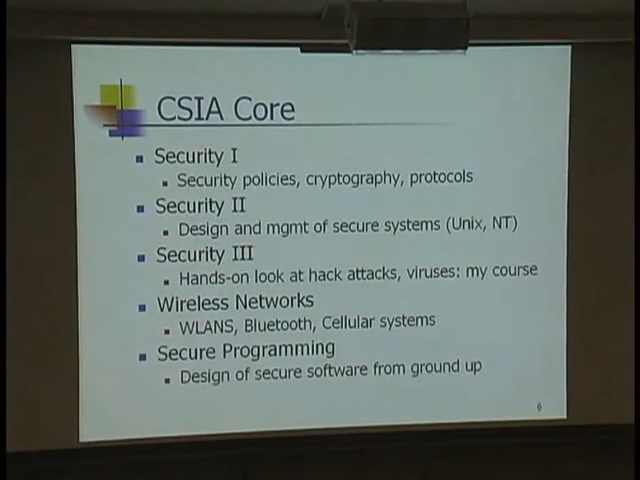 CSIA Core
Security I
Security policies, cryptography, protocols
Security II
Design and mgmt of secure systems (Unix, NT)
Security III
Hands-on look at hack attacks, viruses: my course
Wireless Networks
WLANS, Bluetooth, Cellular systems
Secure Programming
Design of secure software from ground up
6